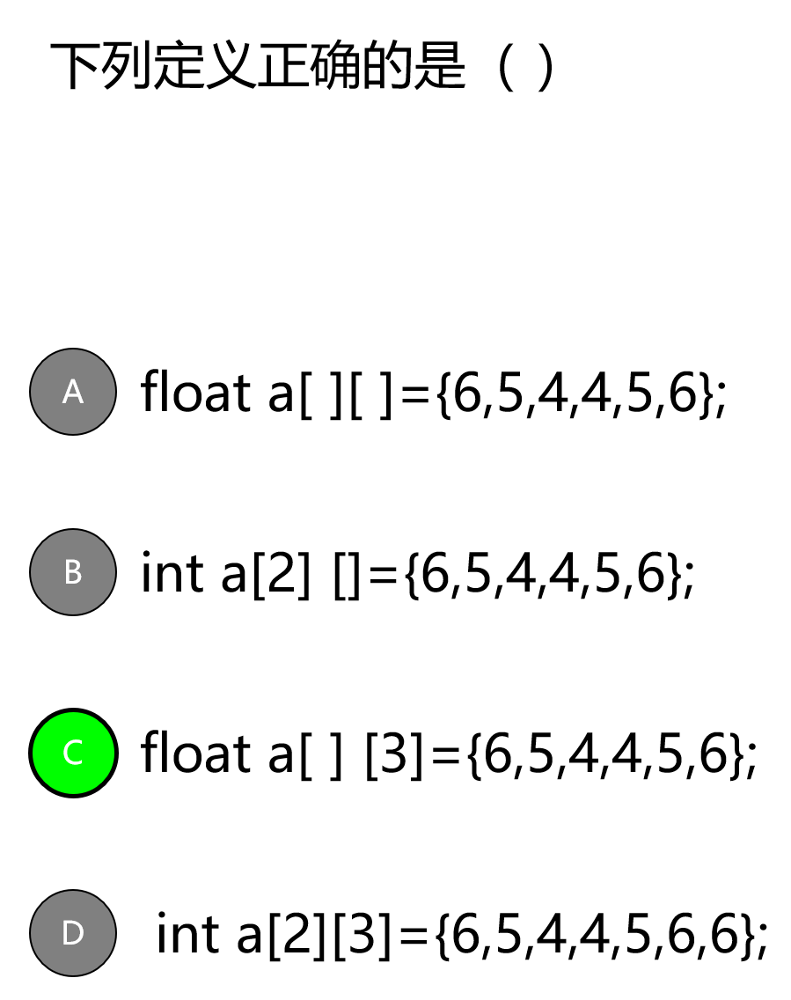 下列定义正确的是（ ）
A float a[ ][ ]={6,5,4,4,5,6};
B int a[2] []={6,5,4,4,5,6};
C float a[ ] [3]={6,5,4,4,5,6};
D int a[2][3]={6,5,4,4,5,6,6};